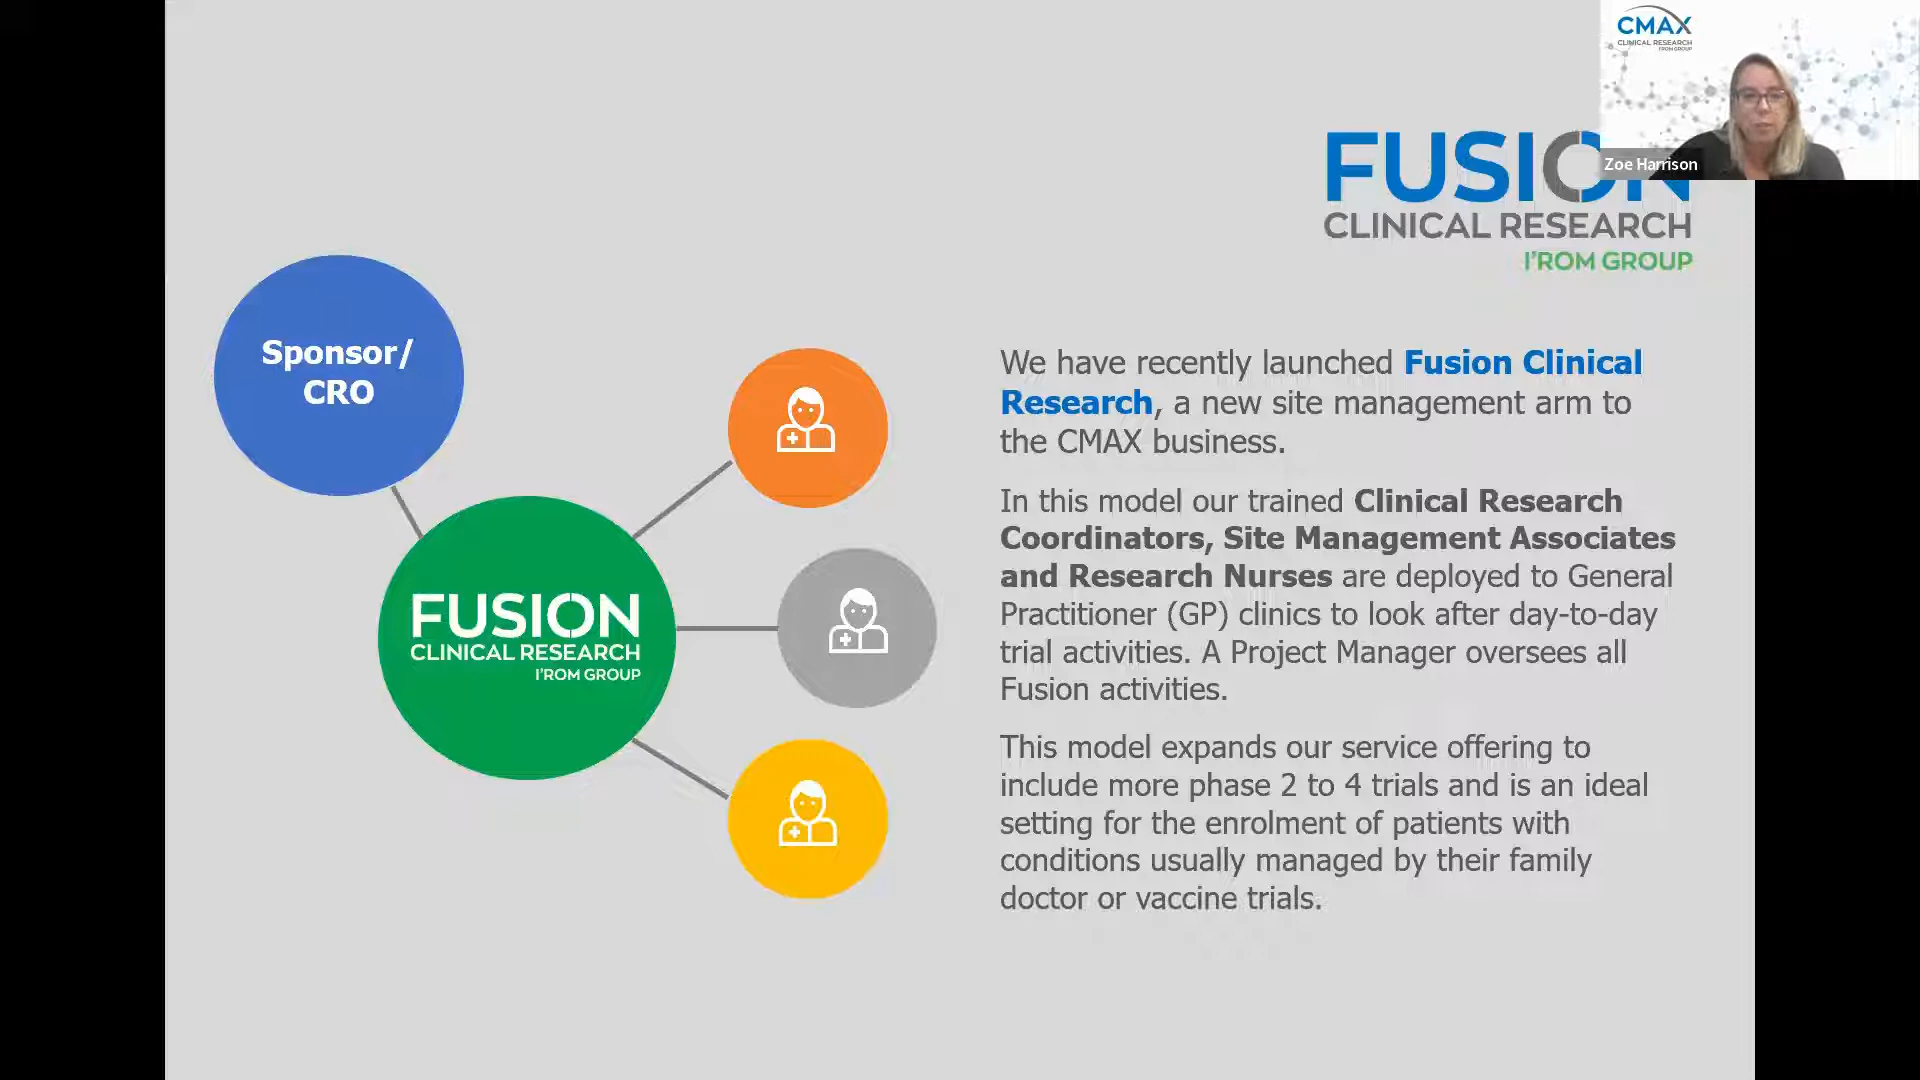 CMAX
CLINICAL RESEARCH
I'ROM GROUP
Zoe Harrison
FUSION
CLINICAL RESEARCH
I'ROM GROUP
Sponsor/
CRO
FUSION
CLINICAL RESEARCH
I'ROM GROUP
We have recently launched Fusion Clinical
Research, a new site management arm to
the CMAX business.
In this model our trained Clinical Research
Coordinators, Site Management Associates
and Research Nurses are deployed to General
Practitioner (GP) clinics to look after day-to-day
trial activities. A Project Manager oversees all
Fusion activities.
This model expands our service offering to
include more phase 2 to 4 trials and is an ideal
setting for the enrolment of patients with
conditions usually managed by their family
doctor or vaccine trials.